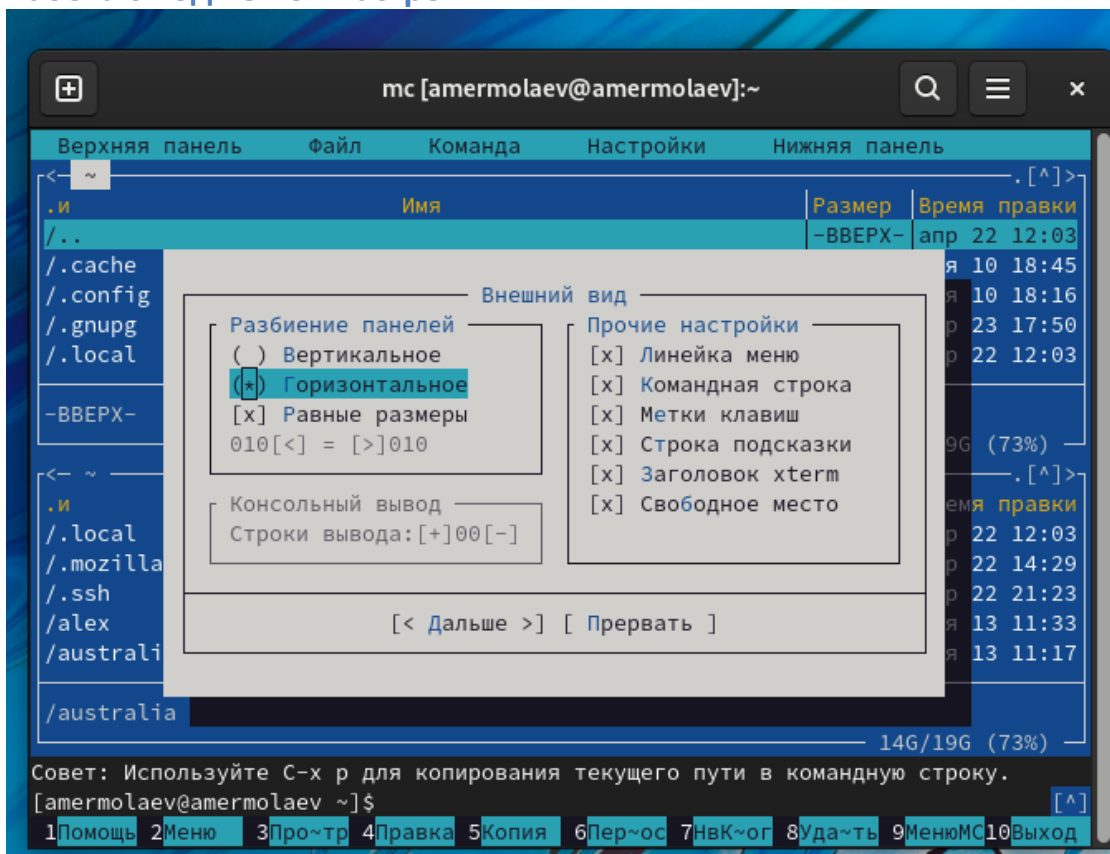 mc [amermolaev@amermolaev]:~
Верхняя панель Файл Команда Настройки Нижняя панель
<— ~ .[^]>
.и Имя Размер Время правки
/.. -ВВЕРХ- апр 22 12:03
/.cache я 10 18:45
/.config я 10 18:16
/.gnupg р 23 17:50
/.local р 22 12:03
-ВВЕРХ-
9G (73%)
Внешний вид
Разбиение панелей
( ) Вертикальное
(*) Горизонтальное
[x] Равные размеры
010[<] = [>]010
Консольный вывод
Строки вывода:[+]00[-]
Прочие настройки
[x] Линейка меню
[x] Командная строка
[x] Метки клавиш
[x] Строка подсказки
[x] Заголовок xterm
[x] Свободное место
[< Дальше >] [ Прервать ]
<— ~ .[^]>
.и емя правки
/.local р 22 12:03
/.mozilla р 22 14:29
/.ssh р 22 21:23
/alex я 13 11:33
/australi я 13 11:17
/australia
14G/19G (73%)
Совет: Используйте C-x p для копирования текущего пути в командную строку.
[amermolaev@amermolaev ~]$ [^]
1Помощь 2Меню 3Про~тр 4Правка 5Копия 6Пер~ос 7НвК~ог 8Уда~ть 9МенюMC 10Выход